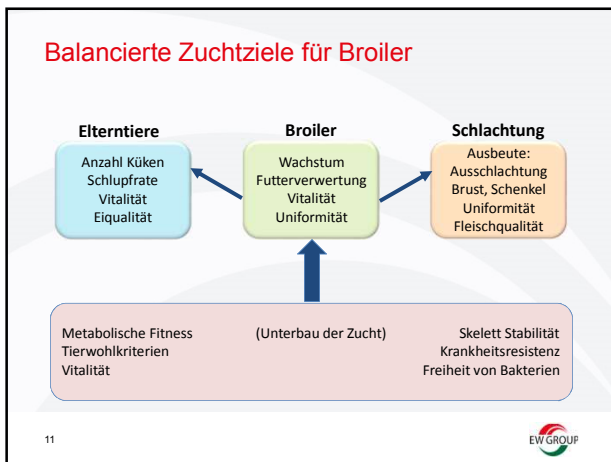 Balancierte Zuchtziele für Broiler
Elterntiere
Anzahl Küken
Schlupfrate
Vitalität
Eiqualität
Broiler
Wachstum
Futterverwertung
Vitalität
Uniformität
Schlachtung
Ausbeute:
Ausschlachtung
Brust, Schenkel
Uniformität
Fleischqualität
Metabolische Fitness
Tierwohlkriterien
Vitalität
(Unterbau der Zucht)
Skelett Stabilität
Krankheitsresistenz
Freiheit von Bakterien
11
EW GROUP